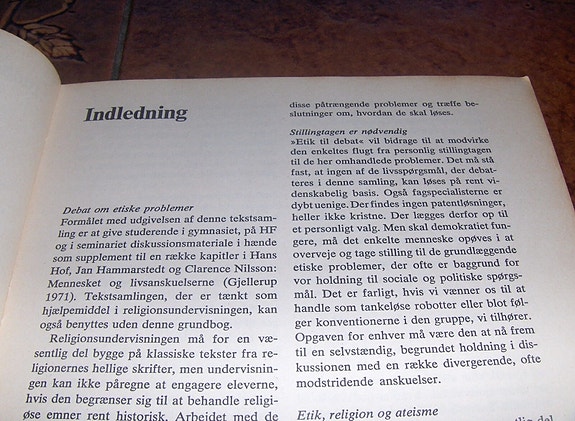 Indledning
Debat om etiske problemer
Formålet med udgivelsen af denne tekstsam-
ling er at give studerende i gymnasiet, på HF
og i seminariet diskussionsmateriale i hænde
som supplement til en række kapitler i Hans
Hof, Jan Hammarstedt og Clarence Nilsson:
Mennesket og livsanskuelserne (Gjellerup
1971). Tekstsamlingen, der er tænkt som
hjælpemiddel i religionsundervisningen, kan
også benyttes uden denne grundbog.
Religionsundervisningen må for en væ-
sentlig del bygge på klassiske tekster fra re-
ligionernes hellige skrifter, men undervisnin-
gen kan ikke påregne at engagere eleverne,
hvis den begrænser sig til at behandle religi-
øse emner rent historisk. Arbejdet med de
disse påtrængende problemer og træffe be-
slutninger om, hvordan de skal løses.
Stillingtagen er nødvendig
»Etik til debat« vil bidrage til at modvirke
den enkeltes flugt fra personlig stillingtagen
til de her omhandlede problemer. Det må stå
fast, at ingen af de livsspørgsmål, der debat-
teres i denne samling, kan løses på rent vi-
denskabelig basis. Også fagspecialisterne er
dybt uenige. Der findes ingen patentløsninger,
heller ikke kristne. Der lægges derfor op til
et personligt valg. Men skal demokratiet fun-
gere, må det enkelte menneske opøves i at
overveje og tage stilling til de grundlæggende
etiske problemer, der ofte er baggrund for
vor holdning til sociale og politiske spørgs-
mål. Det er farligt, hvis vi vænner os til at
handle som tankeløse robotter eller blot føl-
ger konventionerne i den gruppe, vi tilhører.
Opgaven for enhver må være den at nå frem
til en selvstændig, begrundet holdning i dis-
kussionen med en række divergerende, ofte
modstridende anskuelser.
Etik, religion og ateisme